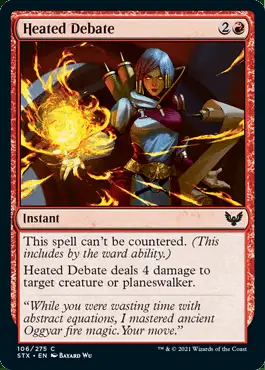 Heated Debate 2
Instant
This spell can't be countered. (This
includes by the ward ability.)
Heated Debate deals 4 damage to
target creature or planeswalker.
"While you were wasting time with
abstract equations, I mastered ancient
Oggyar fire magic. Your move."
106/275 C
STX • EN BAYARD WU
™ & © 2021 Wizards of the Coast